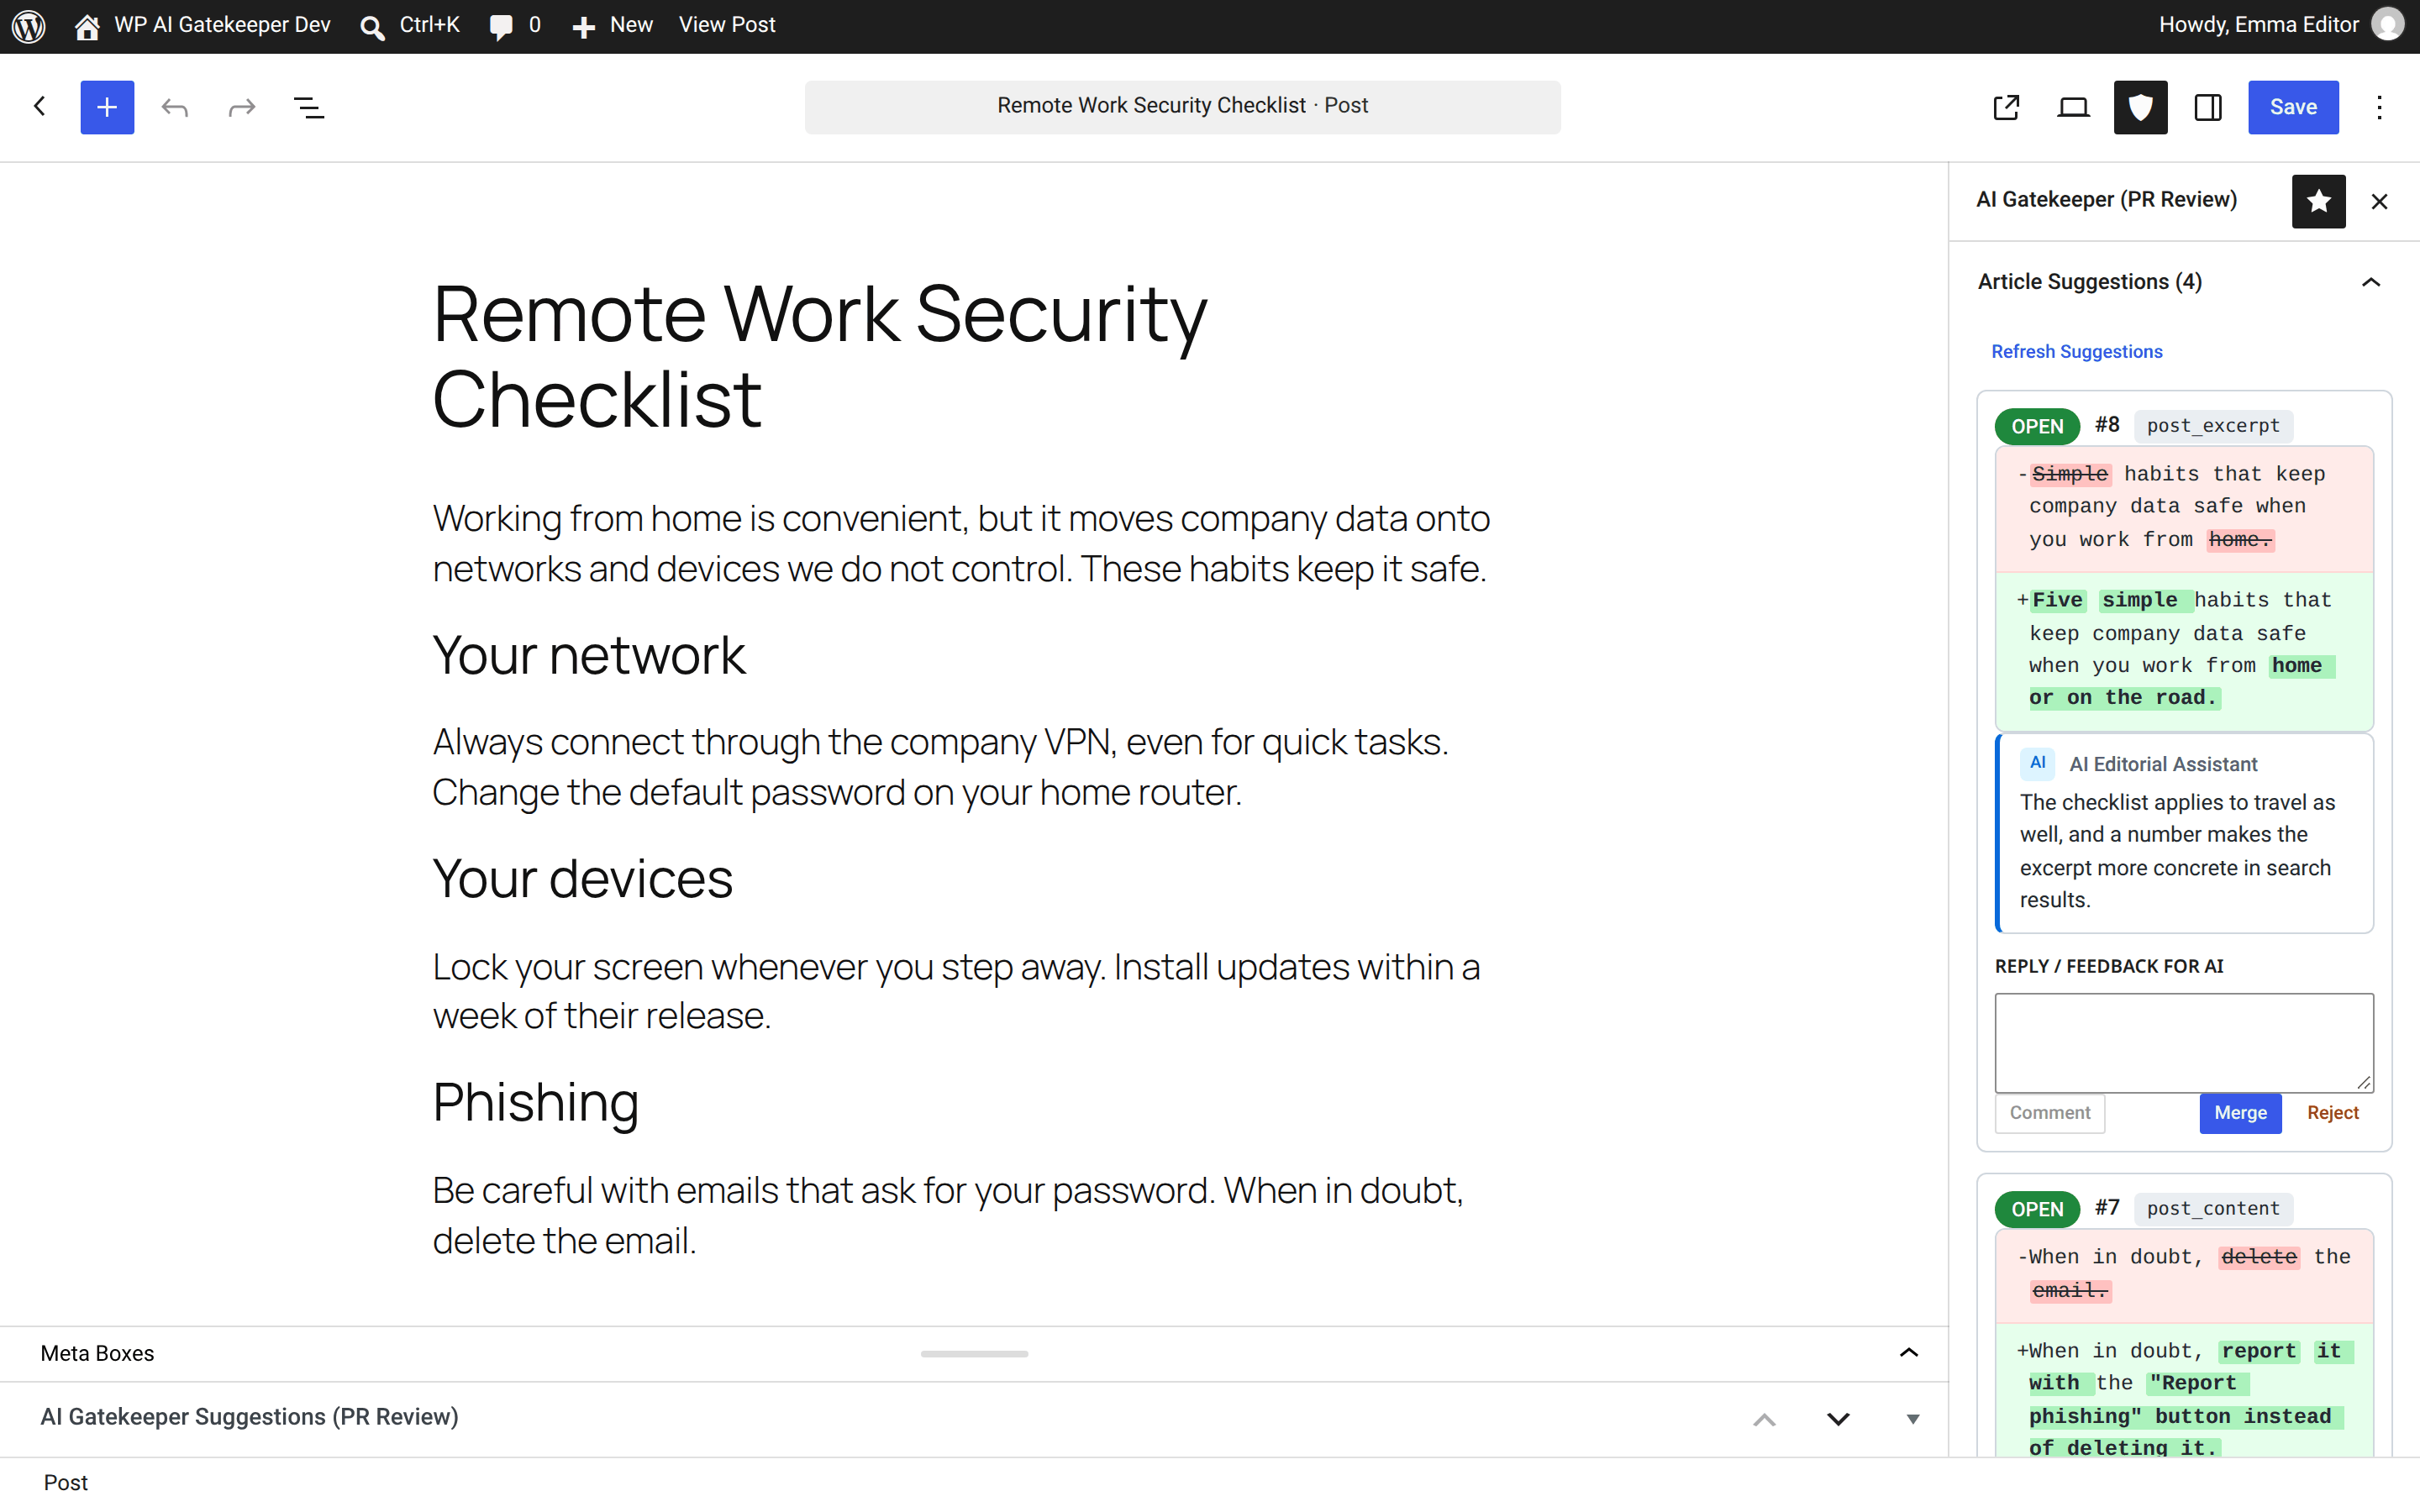 WP AI Gatekeeper Dev Ctrl+K 0 New View Post Howdy, Emma Editor
Remote Work Security Checklist · Post
Save
AI Gatekeeper (PR Review)
Article Suggestions (4)
Refresh Suggestions
Remote Work Security
Checklist
Working from home is convenient, but it moves company data onto
networks and devices we do not control. These habits keep it safe.
Your network
Always connect through the company VPN, even for quick tasks.
Change the default password on your home router.
Your devices
Lock your screen whenever you step away. Install updates within a
week of their release.
Phishing
Be careful with emails that ask for your password. When in doubt,
delete the email.
OPEN #8 post_excerpt
-Simple habits that keep
company data safe when
you work from home.
+Five simple habits that
keep company data safe
when you work from home
or on the road.
AI AI Editorial Assistant
The checklist applies to travel as
well, and a number makes the
excerpt more concrete in search
results.
REPLY / FEEDBACK FOR AI
Comment Merge Reject
OPEN #7 post_content
-When in doubt, delete the
email.
+When in doubt, report it
with the "Report
phishing" button instead
of deleting it.
Meta Boxes
AI Gatekeeper Suggestions (PR Review)
Post